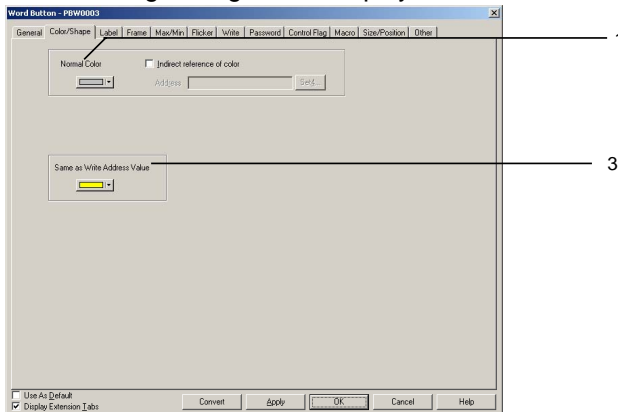 Word Button - PBW0003
General Color/Shape Label Frame Max/Min Flicker Write Password Control Flag Macro Size/Position Other
1
Normal Color Indirect reference of color
Address Set I...
Same as Write Address Value
3
Use As Default
Display Extension Tabs
Convert Apply OK Cancel Help